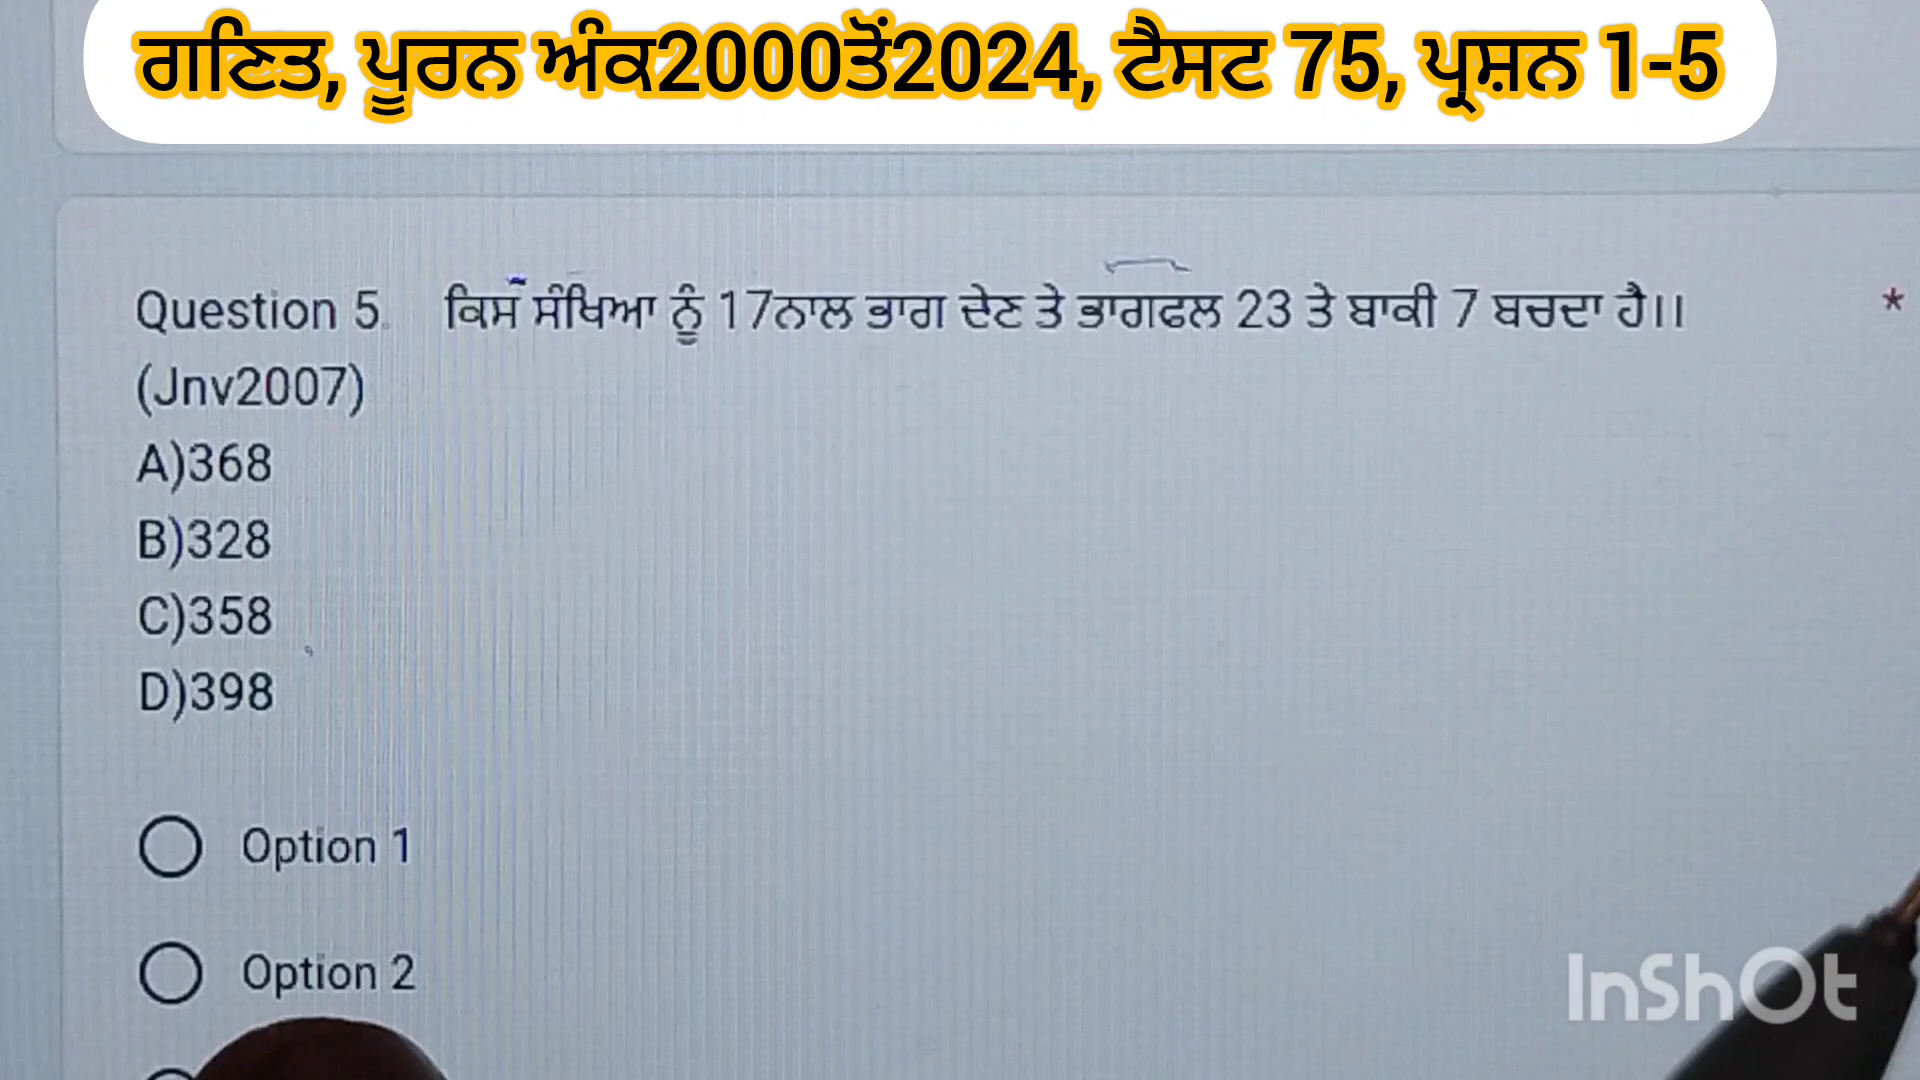 ਗਣਿਤ, ਪੂਰਨ ਅੰਕ2000ਤੋਂ2024, ਟੈਸਟ 75, ਪ੍ਰਸ਼ਨ 1-5
Question 5. ਕਿਸ ਸੰਖਿਆ ਨੂੰ 17ਨਾਲ ਭਾਗ ਦੇਣ ਤੇ ਭਾਗਫਲ 23 ਤੇ ਬਾਕੀ 7 ਬਚਦਾ ਹੈ।। *
(Jnv2007)
A)368
B)328
C)358
D)398
Option 1
Option 2
InShOt